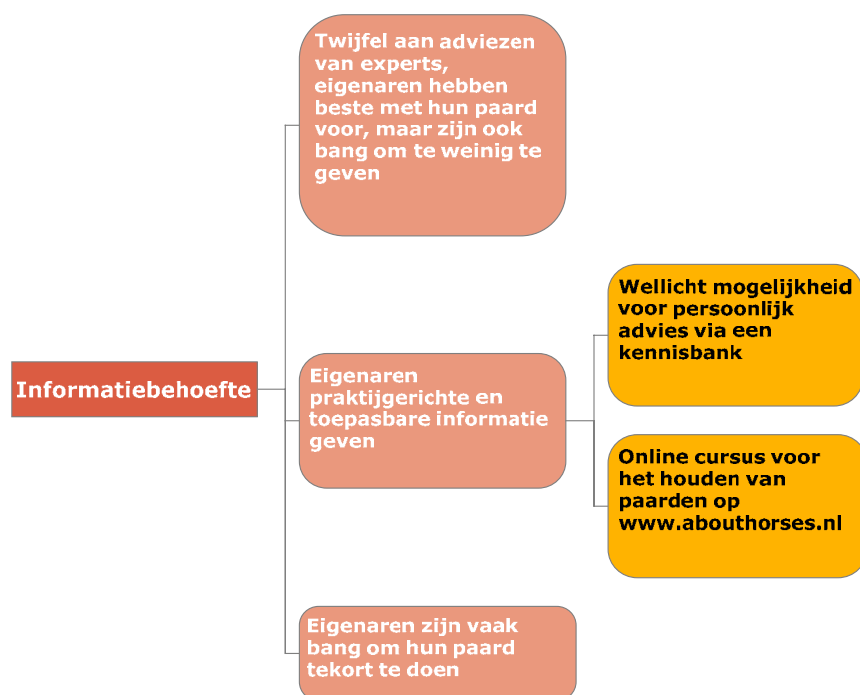 Twijfel aan adviezen
van experts,
eigenaren hebben
beste met hun paard
voor, maar zijn ook
bang om te weinig te
geven
Informatiebehoefte
Eigenaren
praktijgerichte en
toepasbare informatie
geven
Wellicht mogelijkheid
voor persoonlijk
advies via een
kennisbank
Online cursus voor
het houden van
paarden op
www.abouthorses.nl
Eigenaren zijn vaak
bang om hun paard
tekort te doen